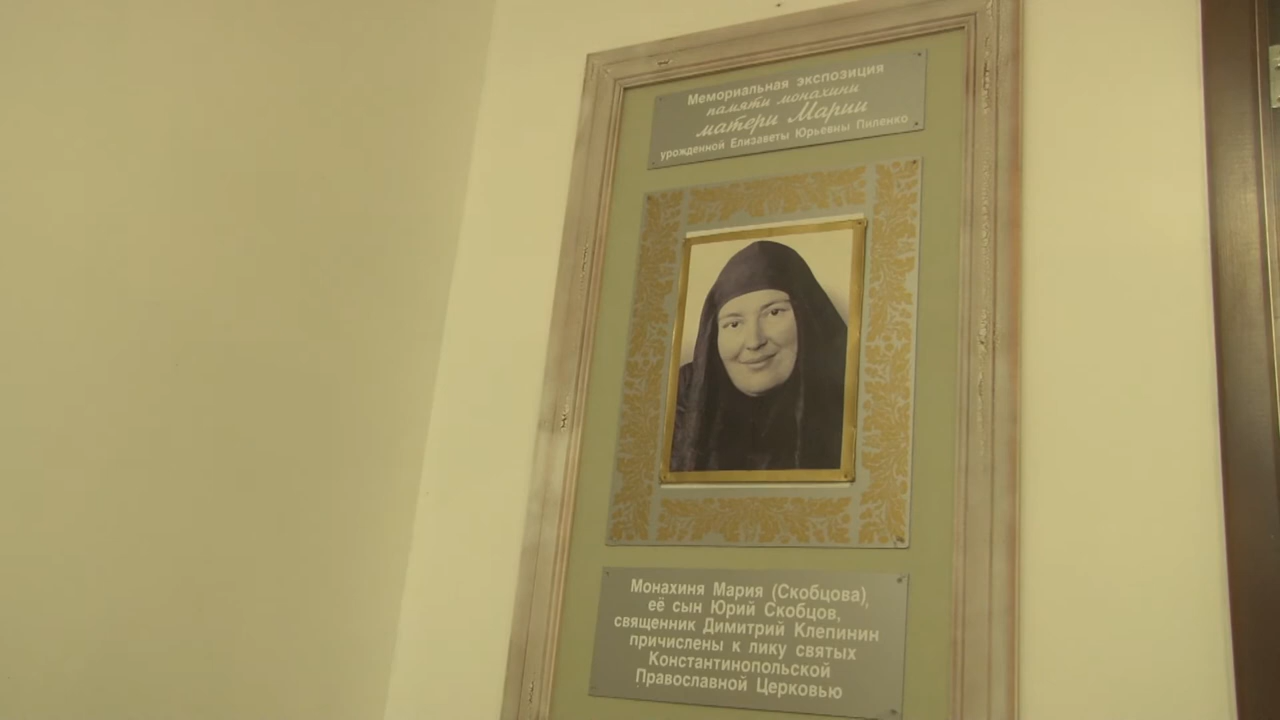 Мемориальная экспозиция
памяти монахини
матери Марии
урожденной Елизаветы Юрьевны Пиленко
Монахиня Мария (Скобцова),
её сын Юрий Скобцов,
священник Димитрий Клепинин
причислены к лику святых
Константинопольской
Православной Церковью